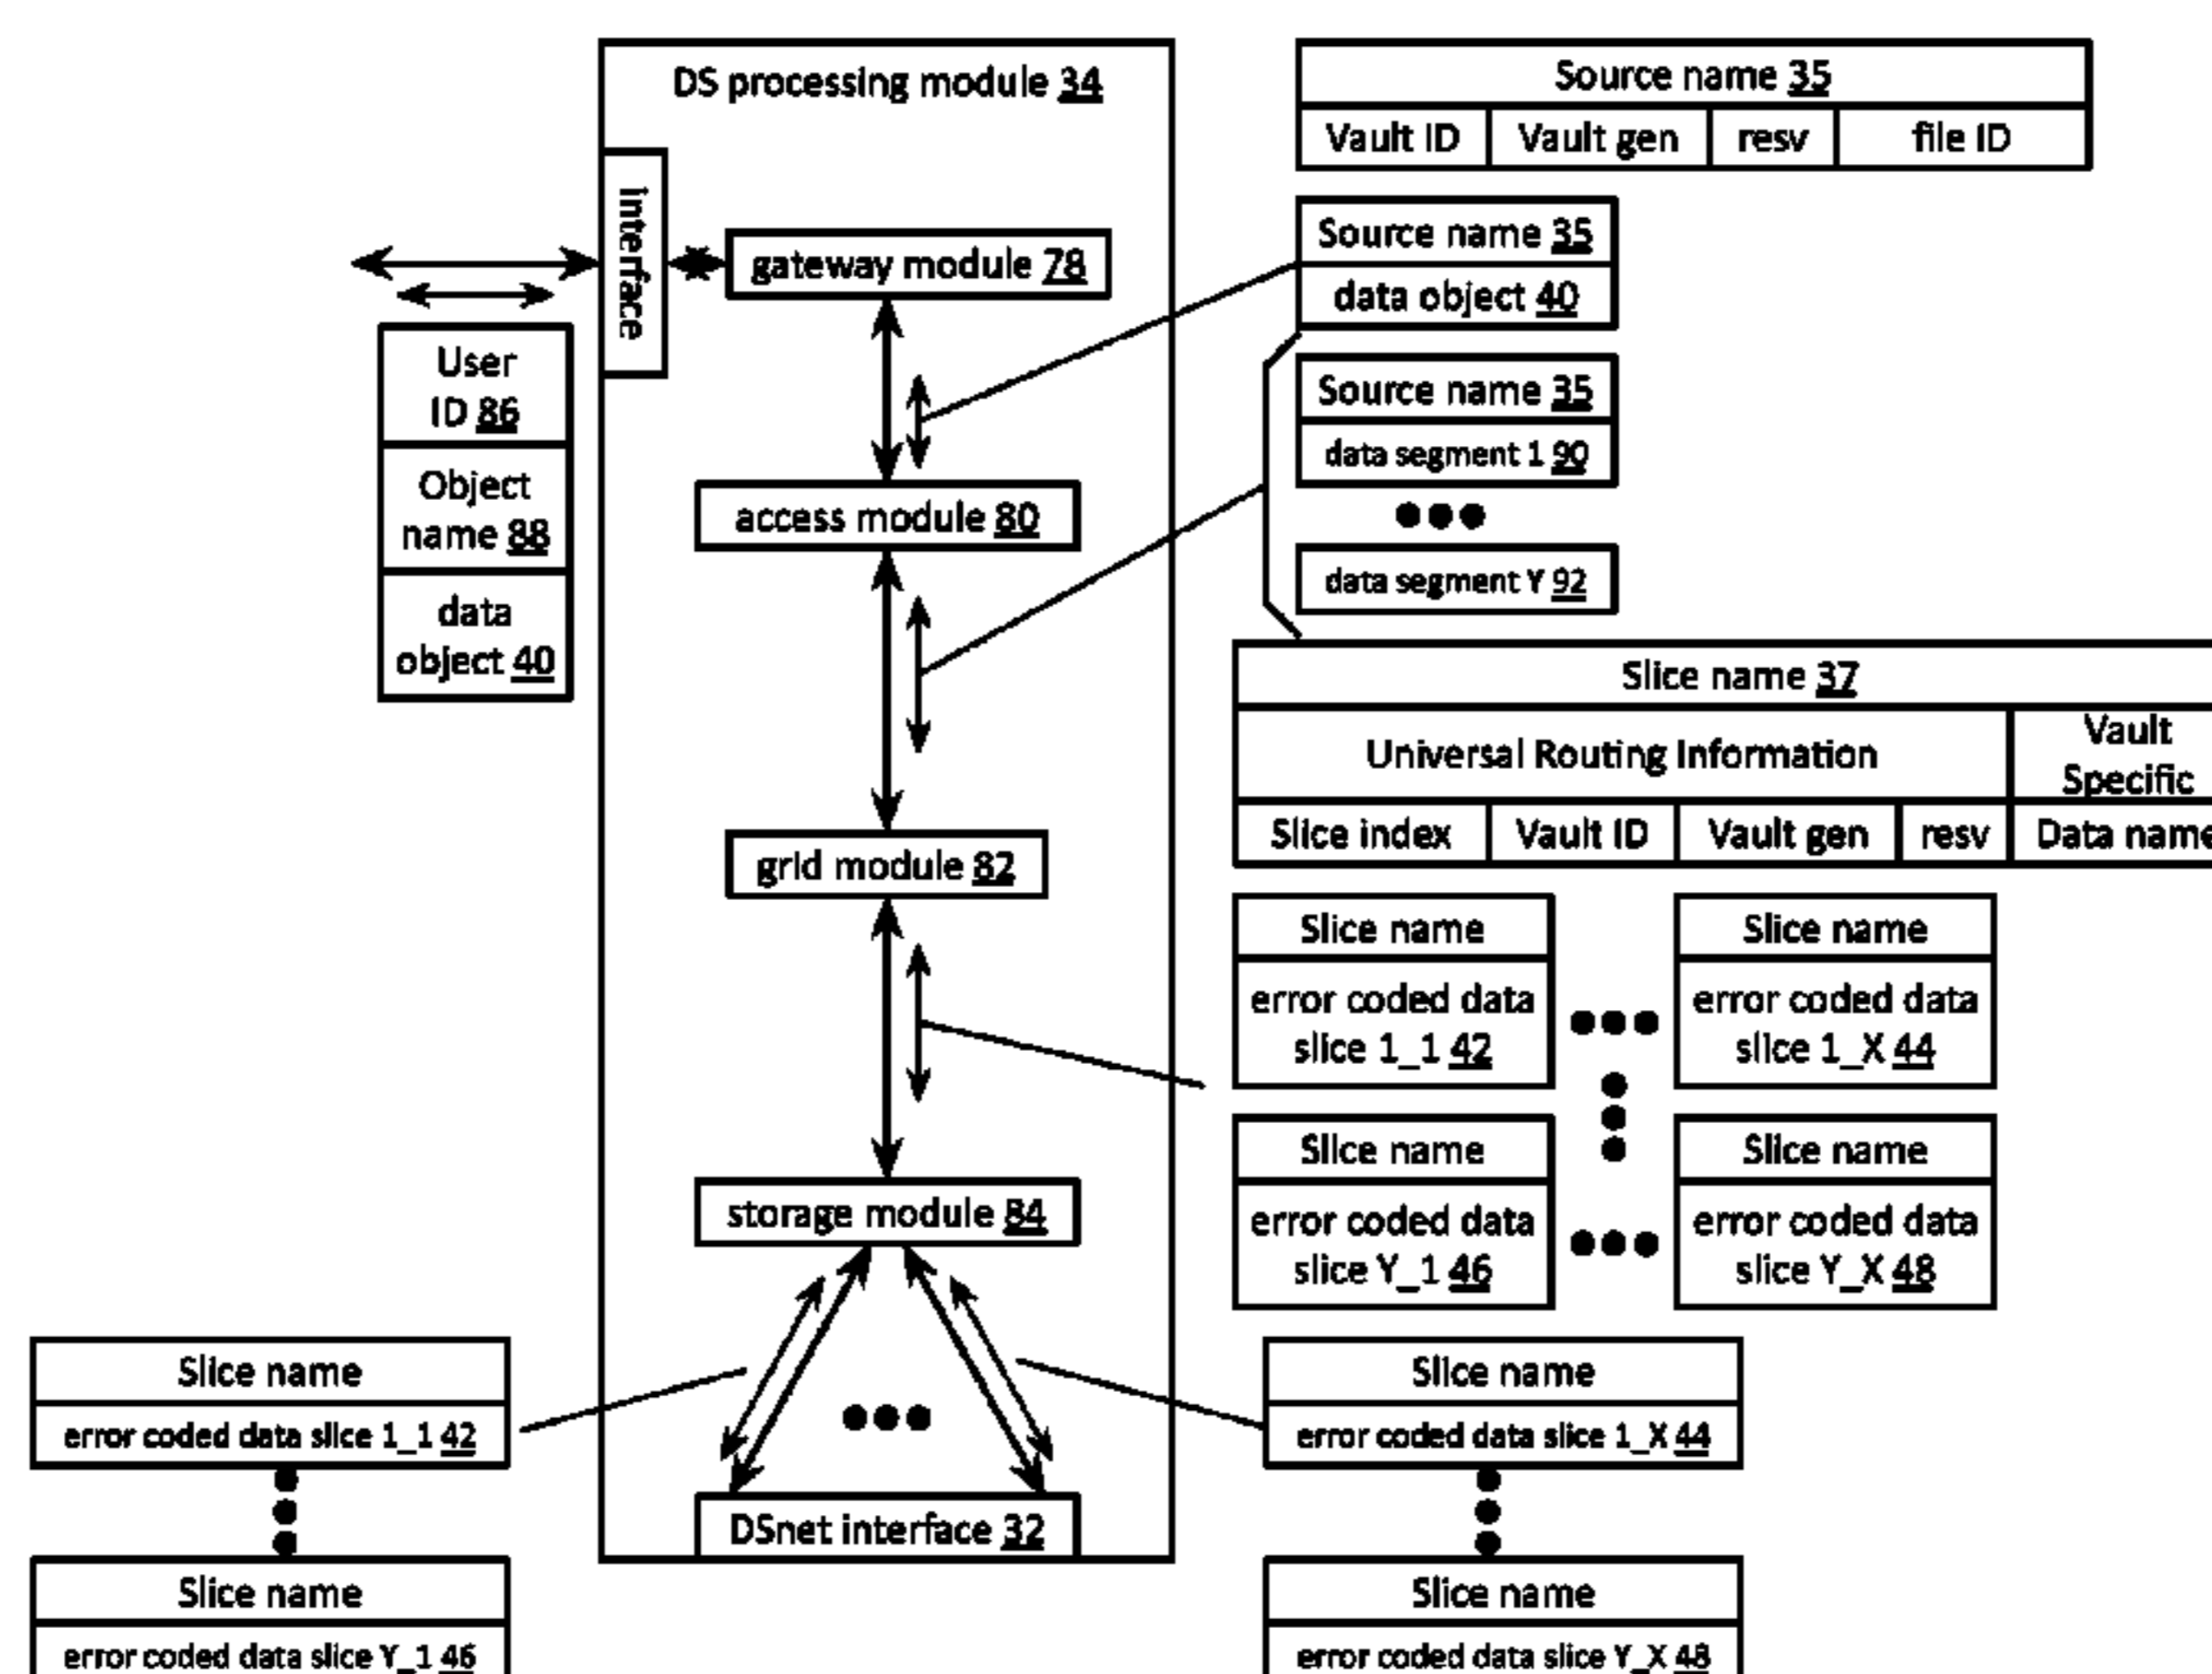 DS processing module 34
interface
gateway module 78
access module 80
grid module 82
storage module 84
DSnet interface 32
User
ID 86
Object
name 88
data
object 40
Source name 35
Vault ID Vault gen resv file ID
Source name 35
data object 40
Source name 35
data segment 1 90
data segment Y 92
Slice name 37
Universal Routing Information
Vault
Specific
Slice index Vault ID Vault gen resv Data name
Slice name
error coded data
slice 1_1 42
Slice name
error coded data
slice 1_X 44
Slice name
error coded data
slice Y_1 46
Slice name
error coded data
slice Y_X 48
Slice name
error coded data slice 1_1 42
Slice name
error coded data slice Y_1 46
Slice name
error coded data slice 1_X 44
Slice name
error coded data slice Y_X 48